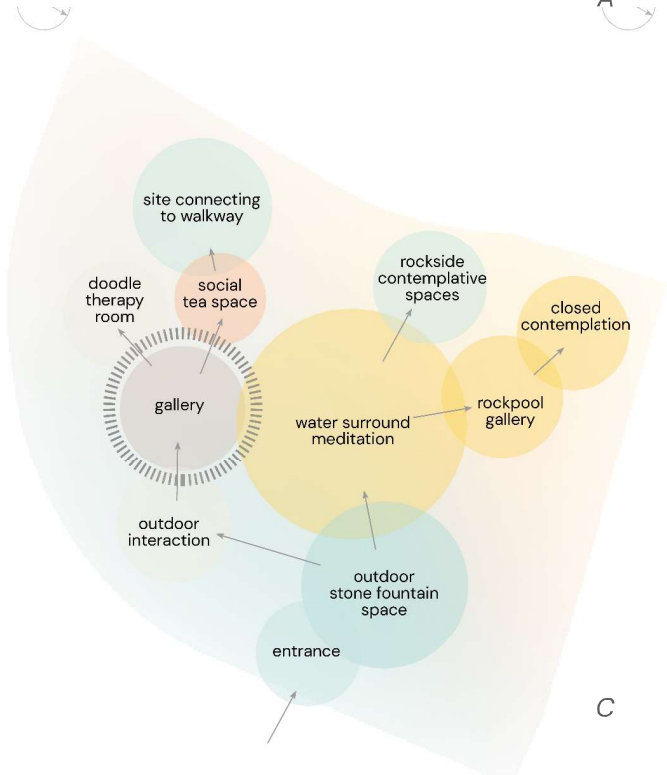 A
site connecting
to walkway
rockside
contemplative
spaces
doodle
therapy
room
social
tea space
closed
contemplation
gallery
rockpool
gallery
water surround
meditation
outdoor
interaction
outdoor
stone fountain
space
entrance
C